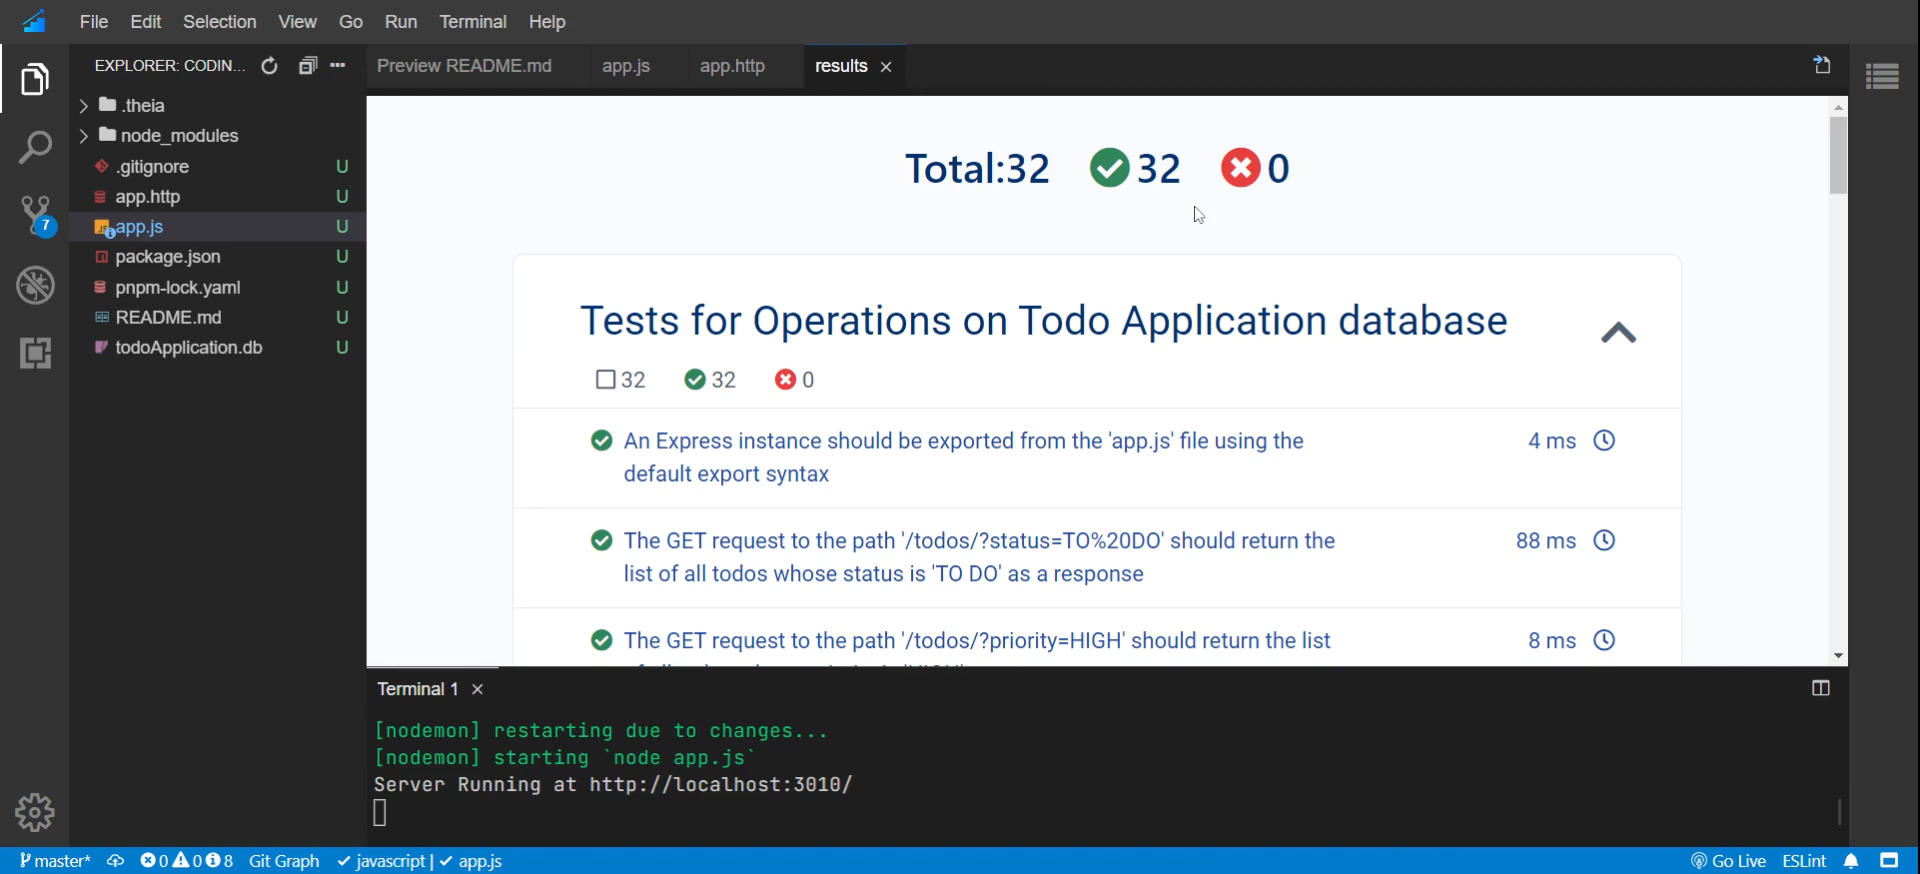 File Edit Selection View Go Run Terminal Help
EXPLORER: CODIN...
Preview README.md app.js app.http results
.theia
node_modules
.gitignore U
app.http U
app.js U
package.json U
pnpm-lock.yaml U
README.md U
todoApplication.db U
7
Total:32 32 0
Tests for Operations on Todo Application database
32 32 0
An Express instance should be exported from the 'app.js' file using the 4 ms
default export syntax
The GET request to the path '/todos/?status=TO%20DO' should return the 88 ms
list of all todos whose status is 'TO DO' as a response
The GET request to the path '/todos/?priority=HIGH' should return the list 8 ms
Terminal 1
[nodemon] restarting due to changes...
[nodemon] starting `node app.js`
Server Running at http://localhost:3010/
master* 0 0 8 Git Graph javascript | app.js Go Live ESLint